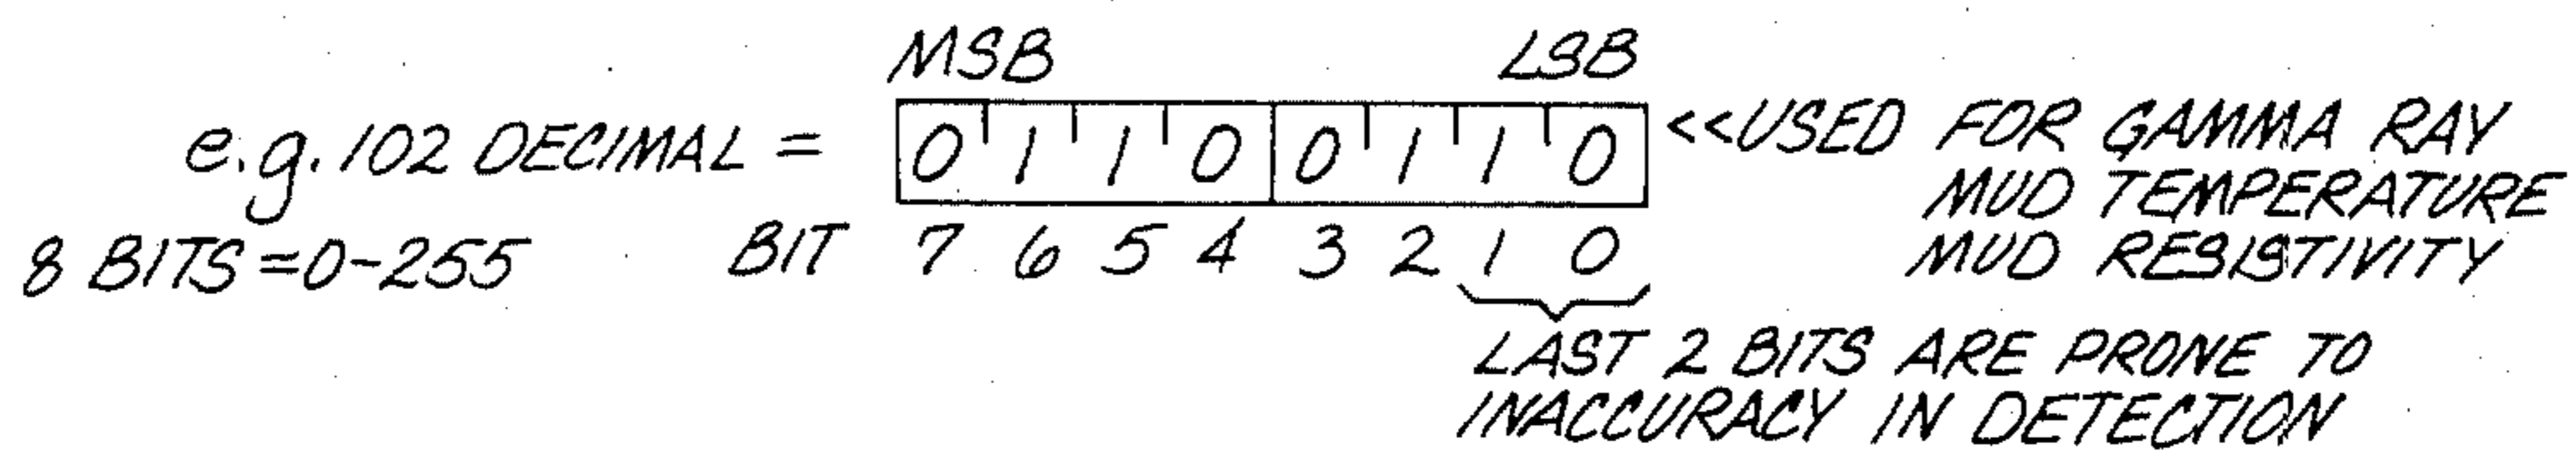 MSB LSB
e.g. 102 DECIMAL = 0 1 1 0 0 1 1 0 <<USED FOR GAMMA RAY
MUD TEMPERATURE
8 BITS = 0-255 BIT 7 6 5 4 3 2 1 0 MUD RESISTIVITY
LAST 2 BITS ARE PRONE TO
INACCURACY IN DETECTION